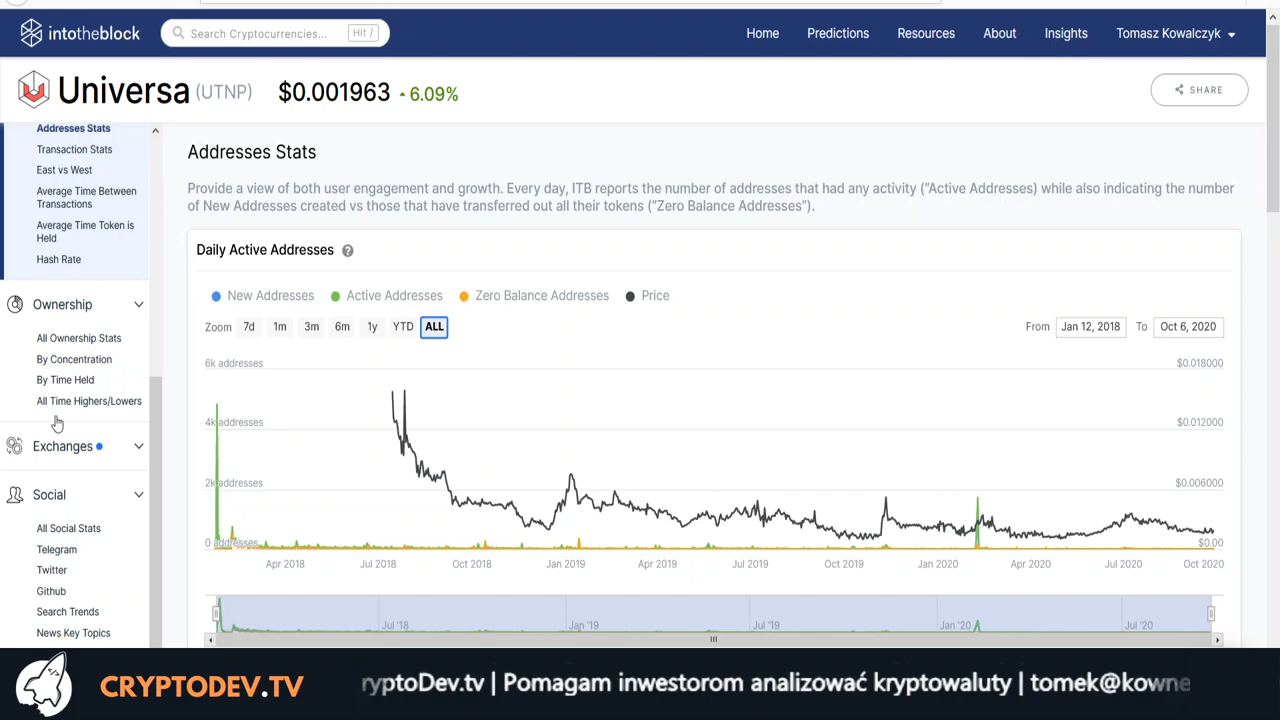 intotheblock
Search Cryptocurrencies...
Hit /
Home
Predictions
Resources
About
Insights
Tomasz Kowalczyk
Universa (UTNP) $0.001963 6.09%
SHARE
Addresses Stats
Transaction Stats
East vs West
Average Time Between
Transactions
Average Time Token is
Held
Hash Rate
Ownership
All Ownership Stats
By Concentration
By Time Held
All Time Highers/Lowers
Exchanges
Social
All Social Stats
Telegram
Twitter
Github
Search Trends
News Key Topics
Addresses Stats
Provide a view of both user engagement and growth. Every day, ITB reports the number of addresses that had any activity ("Active Addresses) while also indicating the number
of New Addresses created vs those that have transferred out all their tokens ("Zero Balance Addresses").
Daily Active Addresses ?
New Addresses Active Addresses Zero Balance Addresses Price
Zoom 7d 1m 3m 6m 1y YTD ALL
From Jan 12, 2018 To Oct 6, 2020
6k addresses $0.018000
4k addresses $0.012000
2k addresses $0.006000
0 addresses $0.00
Apr 2018 Jul 2018 Oct 2018 Jan 2019 Apr 2019 Jul 2019 Oct 2019 Jan 2020 Apr 2020 Jul 2020 Oct 2020
Jul '18 Jan '19 Jul '19 Jan '20 Jul '20
CRYPTODEV.TV
ryptoDev.tv | Pomagam inwestorom analizować kryptowaluty | tomek@kowne